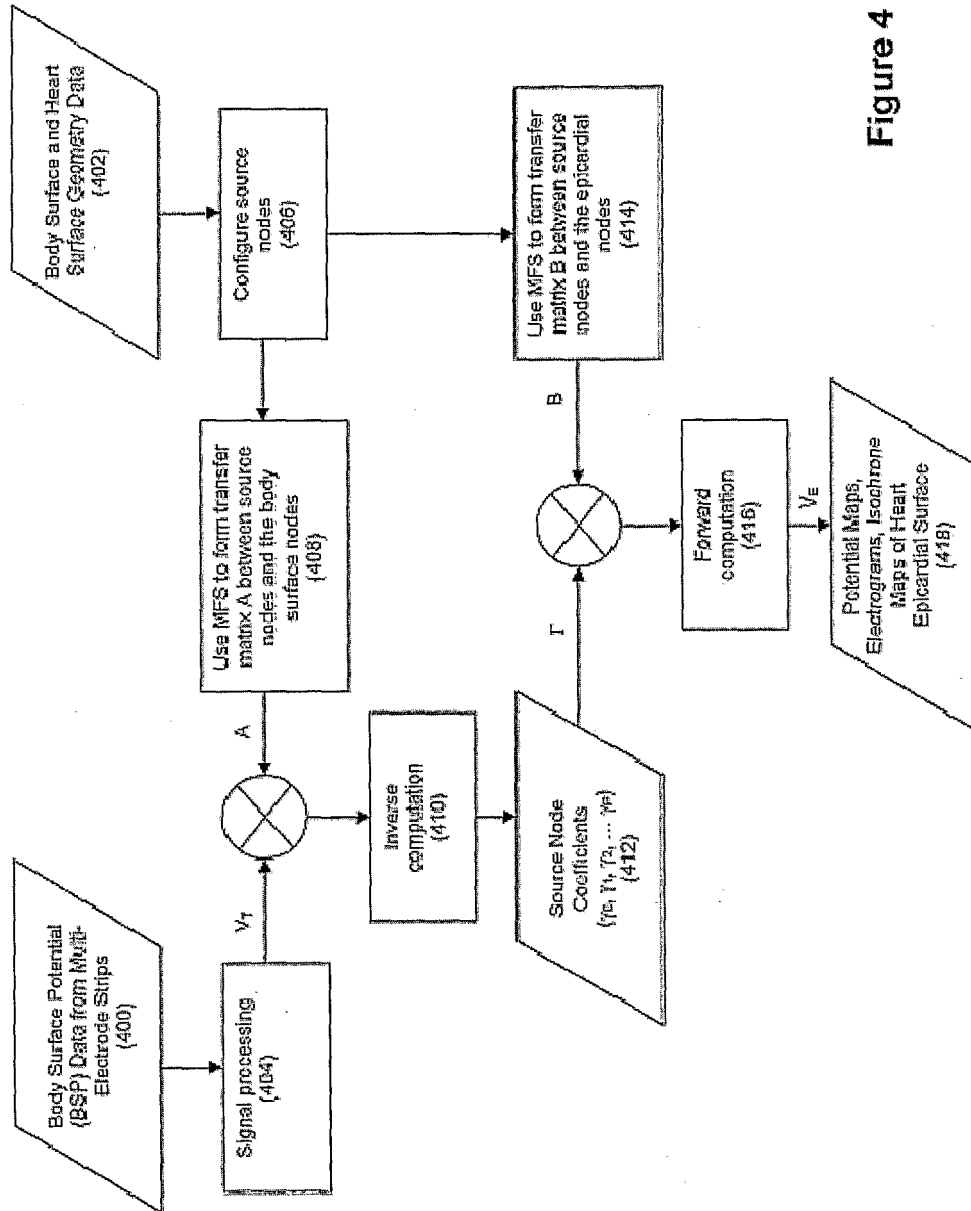 Body Surface Potential
(BSP) Data from Multi-
Electrode Strips
(400)
Body Surface and Heart
Surface Geometry Data
(402)
Signal processing
(404)
V_T
A
Use MFS to form transfer
matrix A between source
nodes and the body
surface nodes
(408)
Configure source
nodes
(406)
Inverse
computation
(410)
Source Node
Coefficients
(412)
Γ
B
Use MFS to form transfer
matrix B between source
nodes and the epicardial
nodes
(414)
Forward
computation
(416)
V_E
Potential Maps,
Electrograms, Isochrone
Maps of Heart
Epicardial Surface
(418)
Figure 4